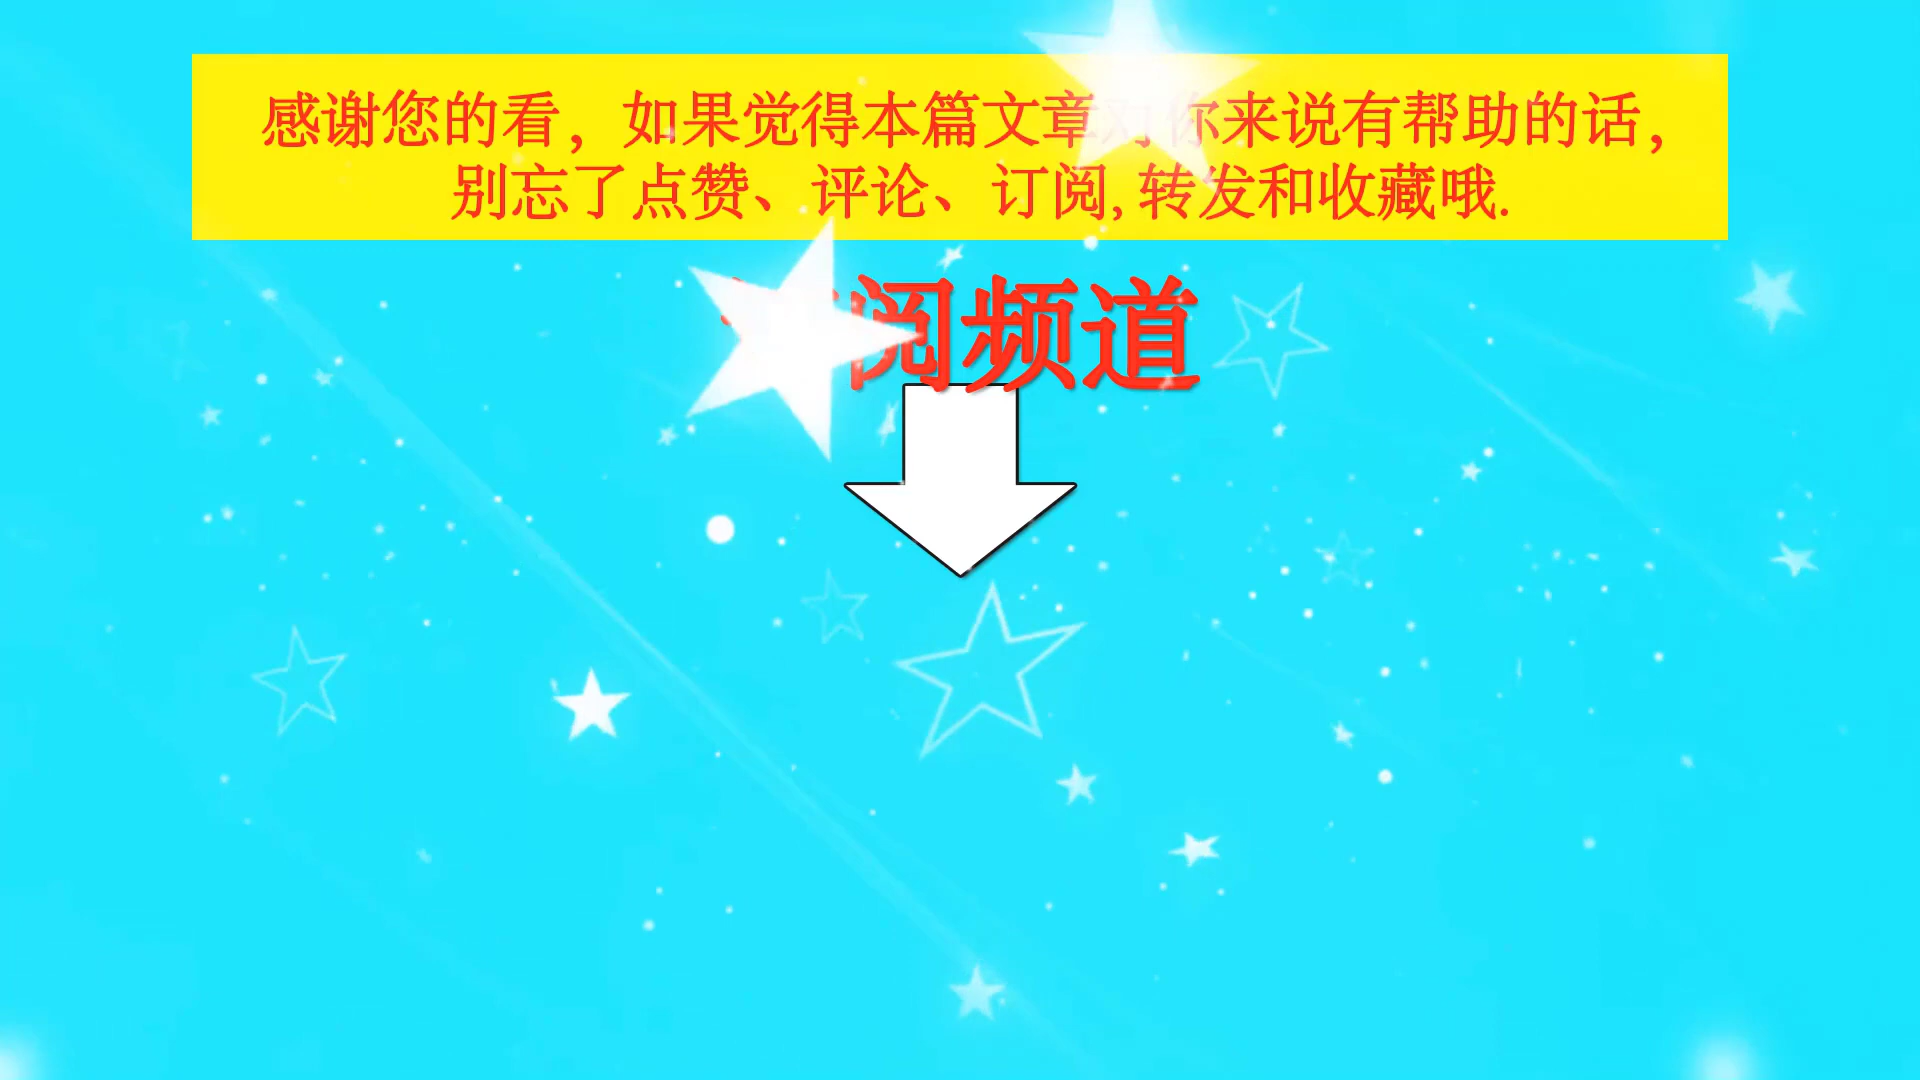 感谢您的看，如果觉得本篇文章对你来说有帮助的话，
别忘了点赞、评论、订阅,转发和收藏哦.
阅频道